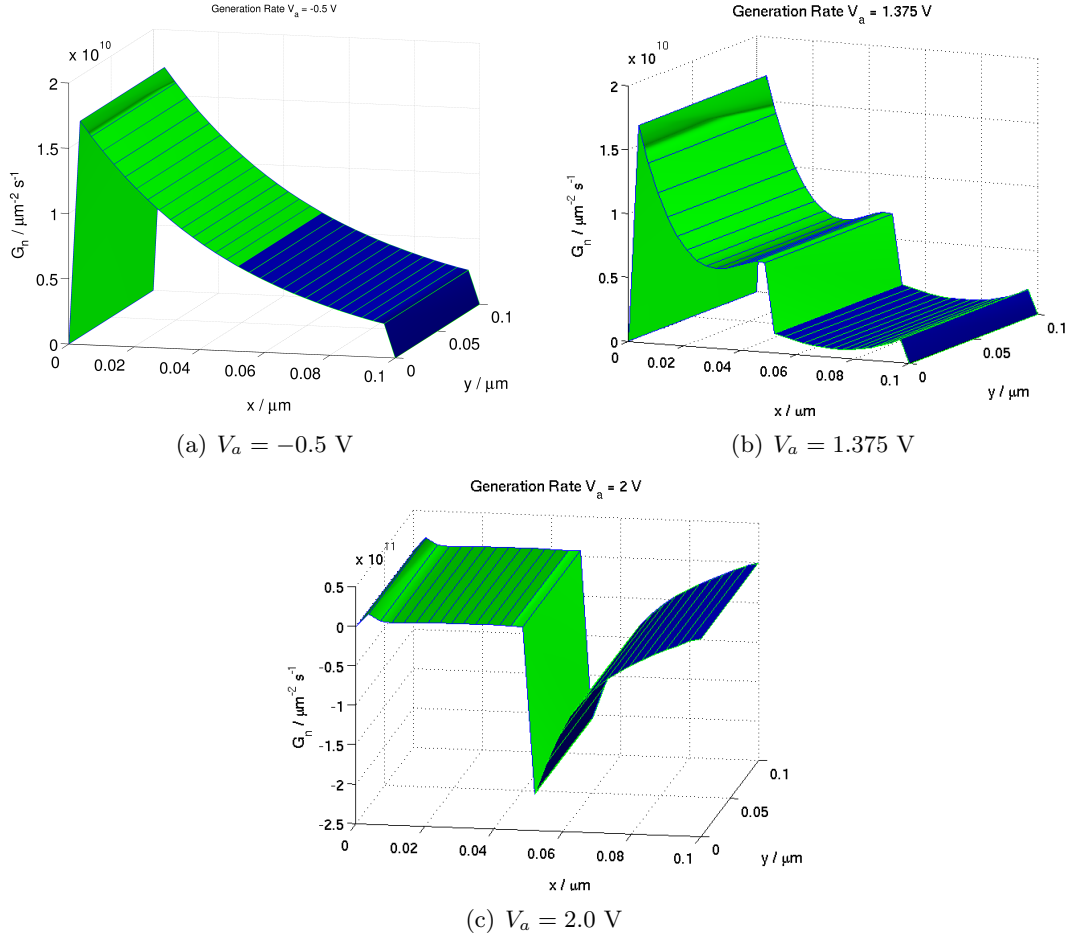 Generation Rate V_a = -0.5 V
x 10^10
2
1.5
1
0.5
0
G_n / μm^-2 s^-1
0 0.02 0.04 0.06 0.08 0.1
x / μm
0 0.05 0.1
y / μm
(a) V_a = −0.5 V
Generation Rate V_a = 1.375 V
x 10^10
2
1.5
1
0.5
0
G_n / μm^-2 s^-1
0 0.02 0.04 0.06 0.08 0.1
x / μm
0 0.05 0.1
y / μm
(b) V_a = 1.375 V
Generation Rate V_a = 2 V
x 10^11
0.5
0
-0.5
-1
-1.5
-2
-2.5
G_n / μm^-2 s^-1
0 0.02 0.04 0.06 0.08 0.1
x / μm
0 0.05 0.1
y / μm
(c) V_a = 2.0 V